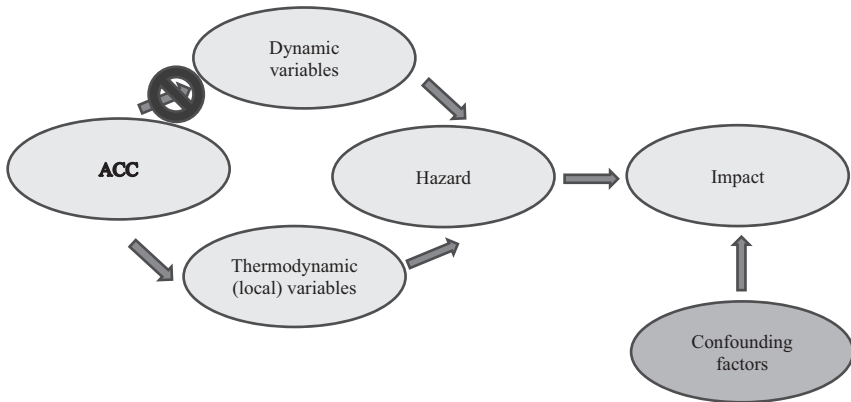 Dynamic
variables
ACC
Hazard
Impact
Thermodynamic
(local) variables
Confounding
factors